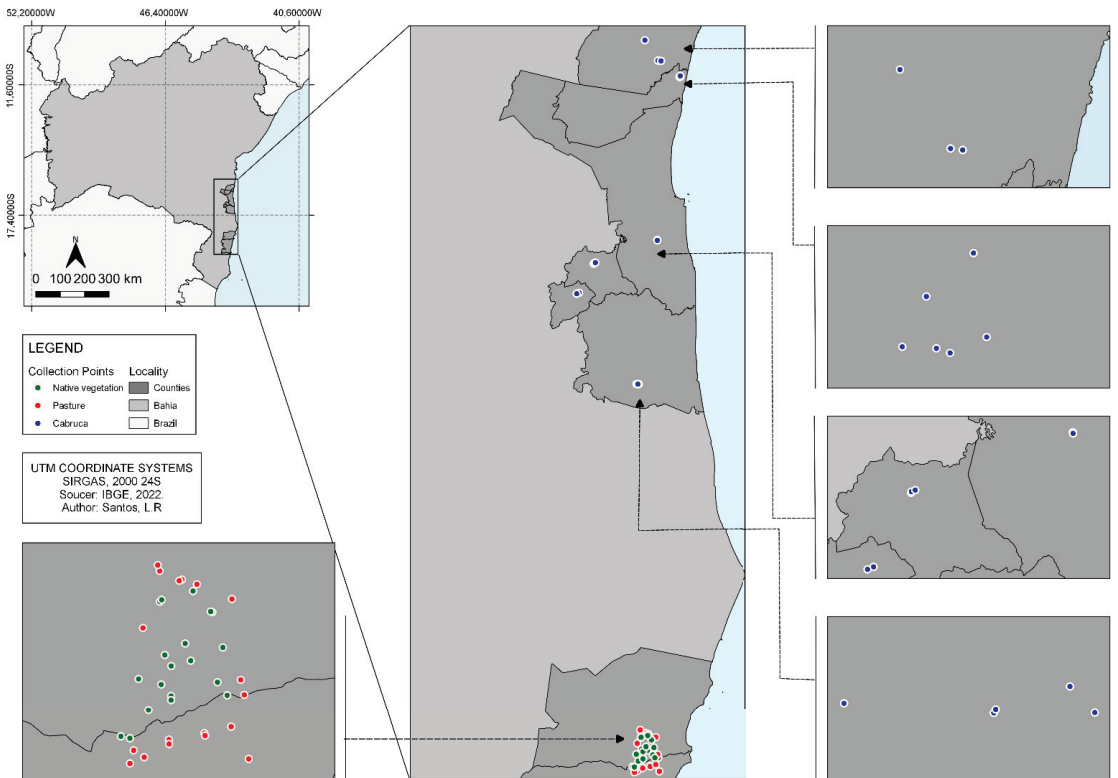 52,20000W 46,40000W 40,60000W
11,60000S
17,40000S
N
0 100 200 300 km
LEGEND
Collection Points Locality
Native vegetation Counties
Pasture Bahia
Cabruca Brazil
UTM COORDINATE SYSTEMS
SIRGAS, 2000 24S
Soucer: IBGE, 2022.
Author: Santos, L.R